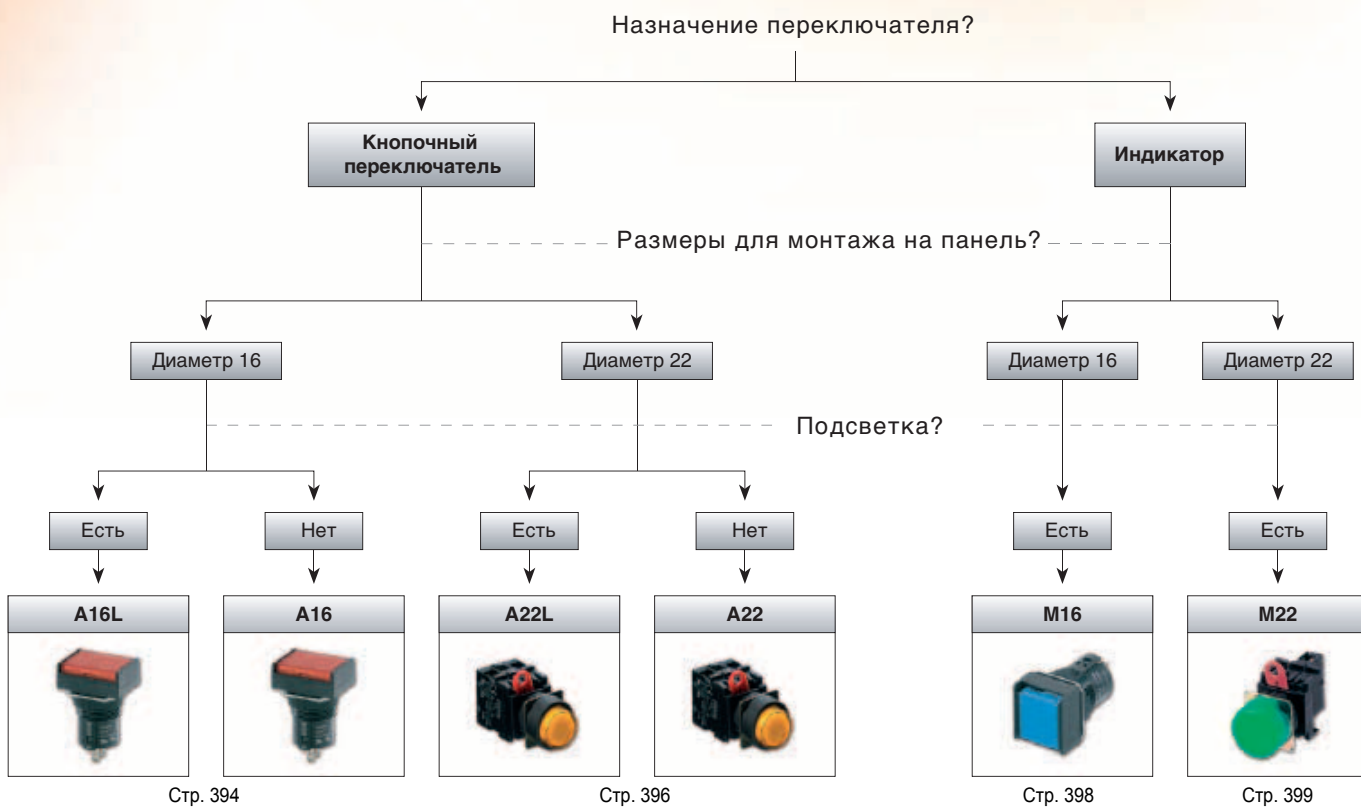 Назначение переключателя?
Кнопочный
переключатель
Индикатор
Размеры для монтажа на панель?
Диаметр 16
Диаметр 22
Диаметр 16
Диаметр 22
Подсветка?
Есть
Нет
Есть
Нет
Есть
Есть
A16L
A16
A22L
A22
M16
M22
Стр. 394
Стр. 396
Стр. 398
Стр. 399